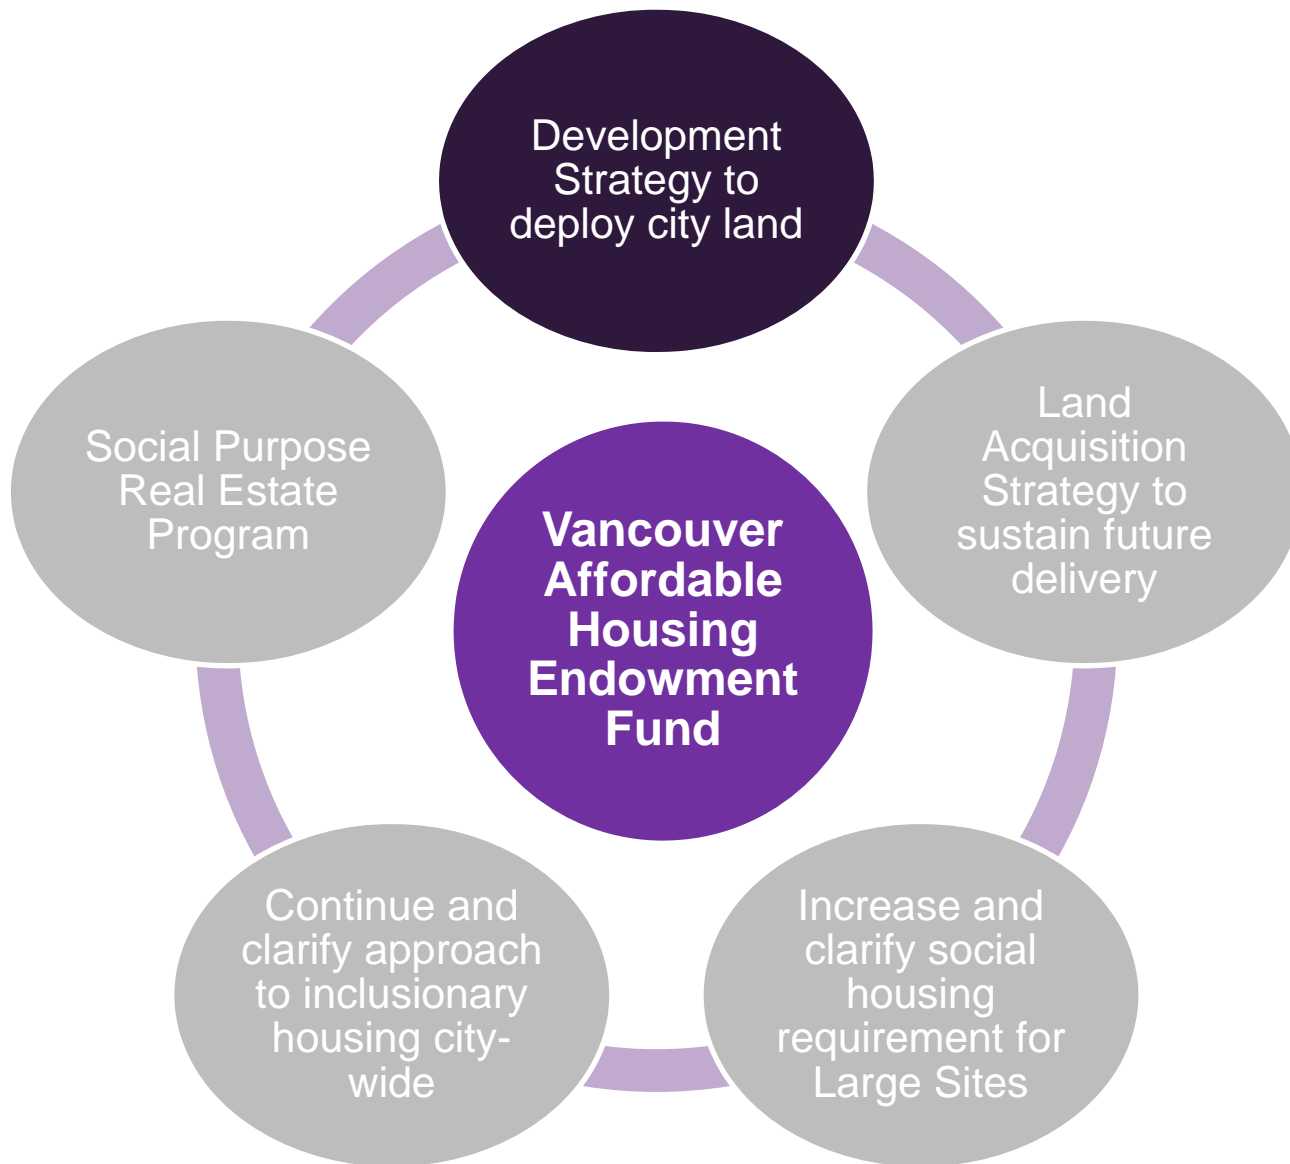 Development
Strategy to
deploy city land
Social Purpose
Real Estate
Program
Land
Acquisition
Strategy to
sustain future
delivery
Vancouver
Affordable
Housing
Endowment
Fund
Continue and
clarify approach
to inclusionary
housing city-
wide
Increase and
clarify social
housing
requirement for
Large Sites